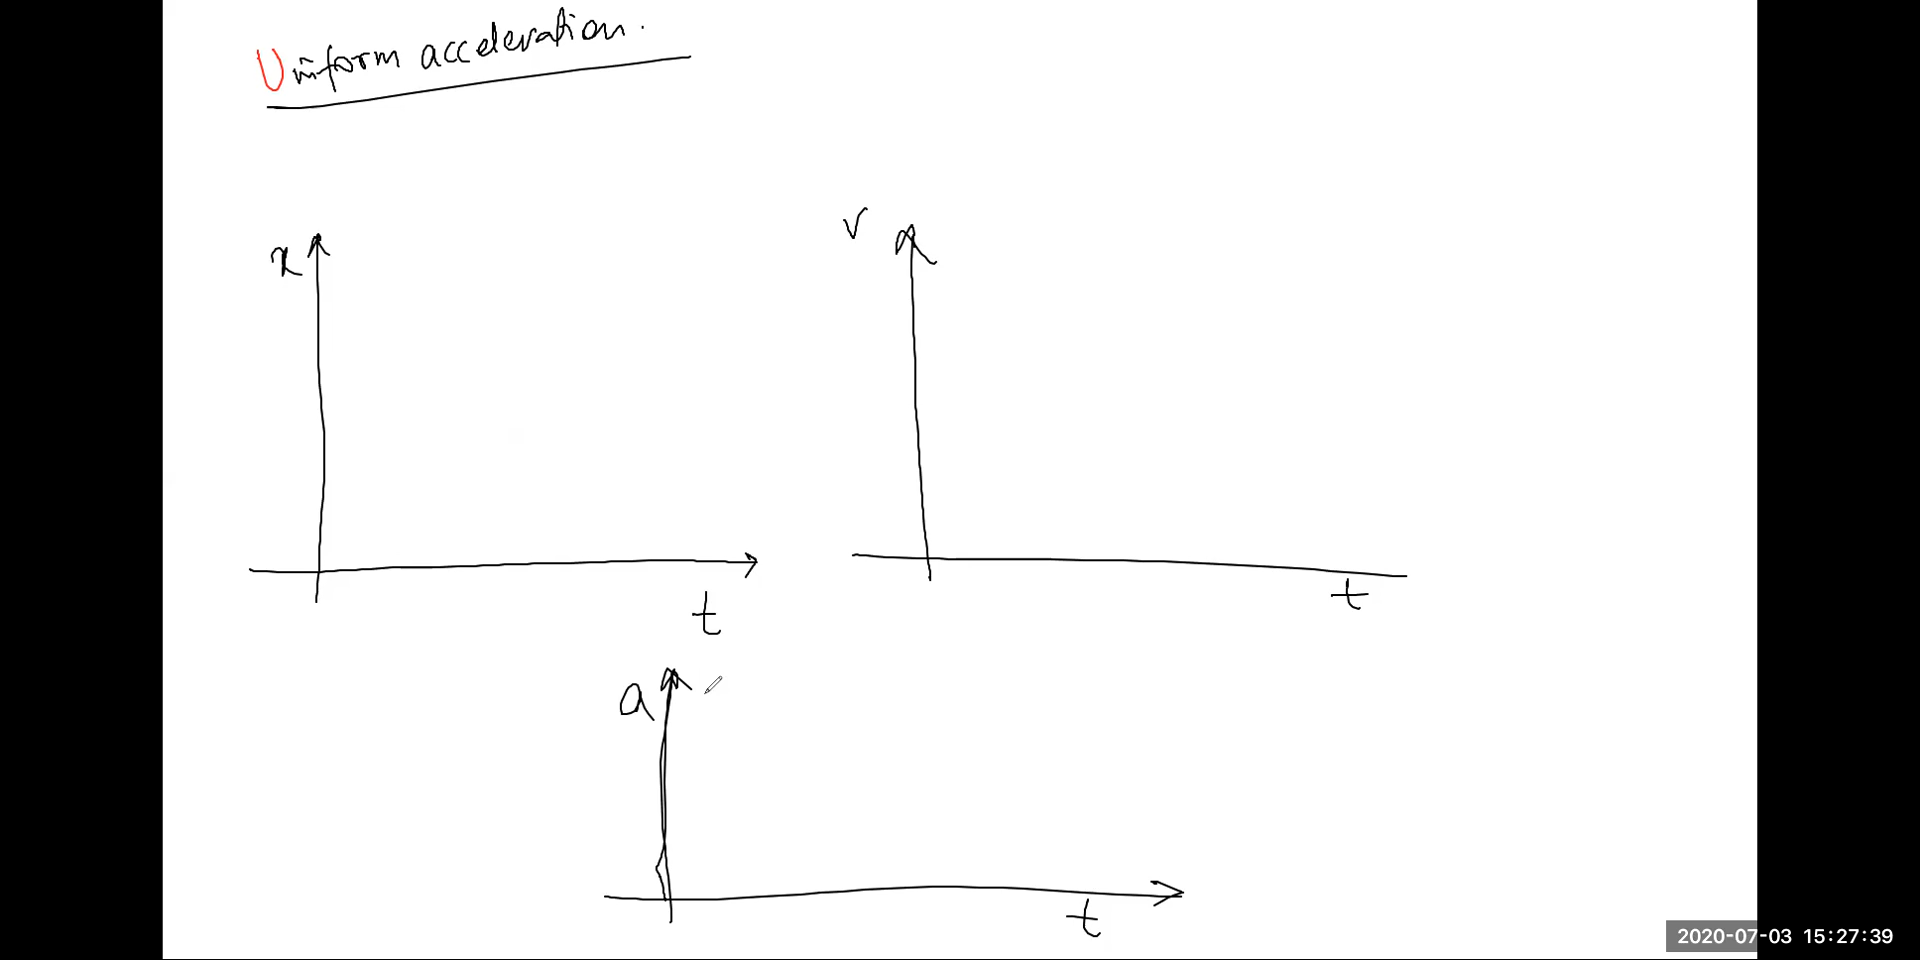 Uniform acceleration.
x
v
t
t
a
t
2020-07-03 15:27:39